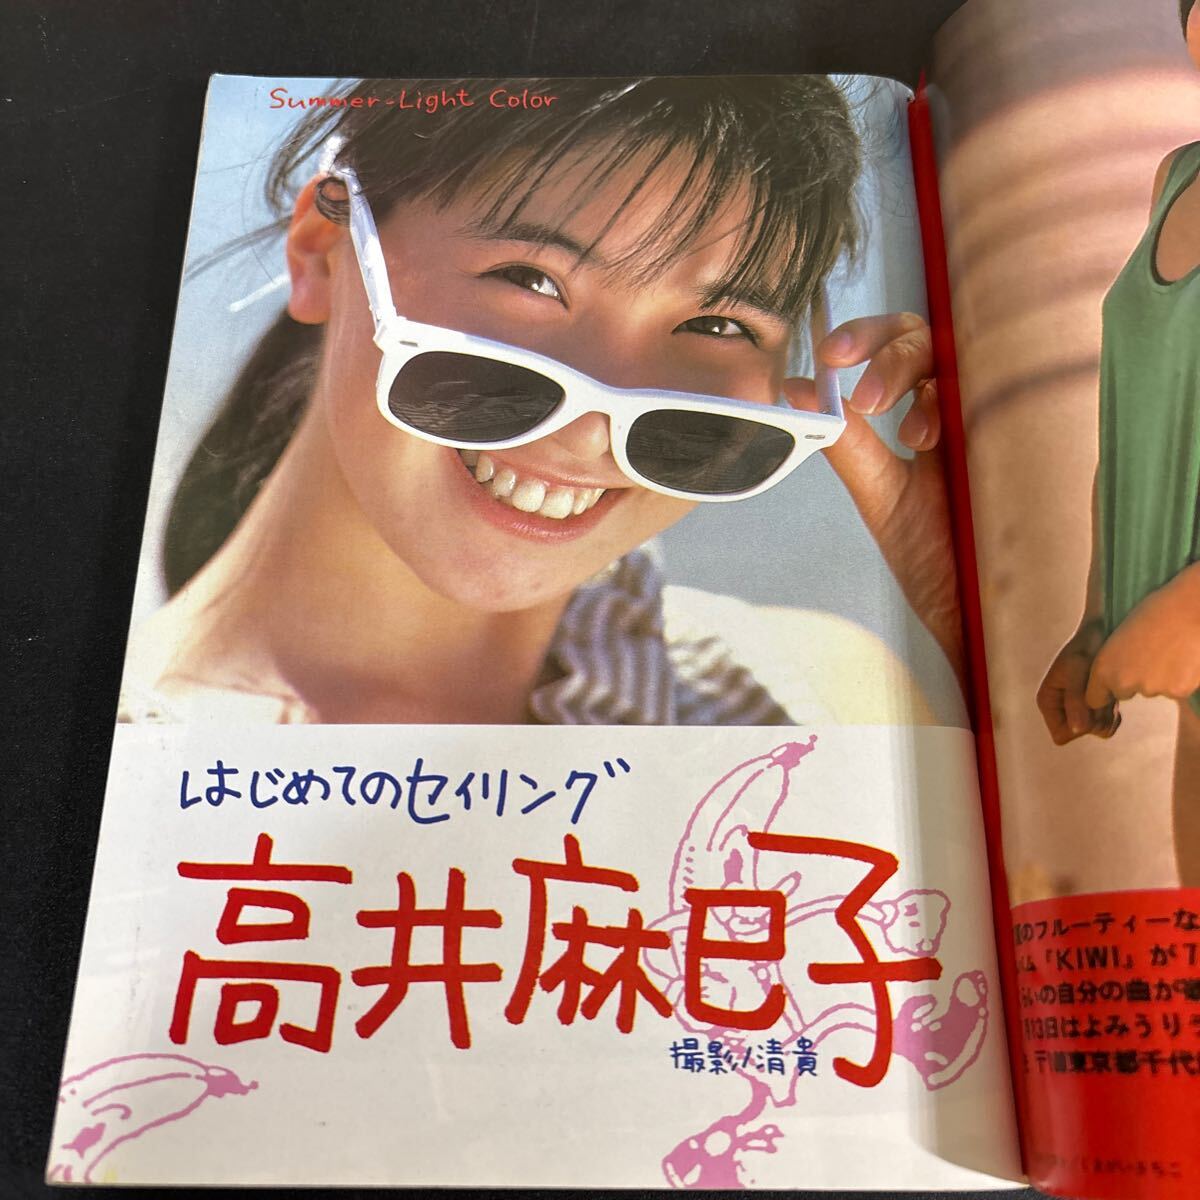 Summer-Light Color
はじめてのセイリング
高井麻巳子
撮影/清貴
のフルーティーな
ム『KIWI』が7
いの自分の曲が
13日はよみうりラ
東京都千代